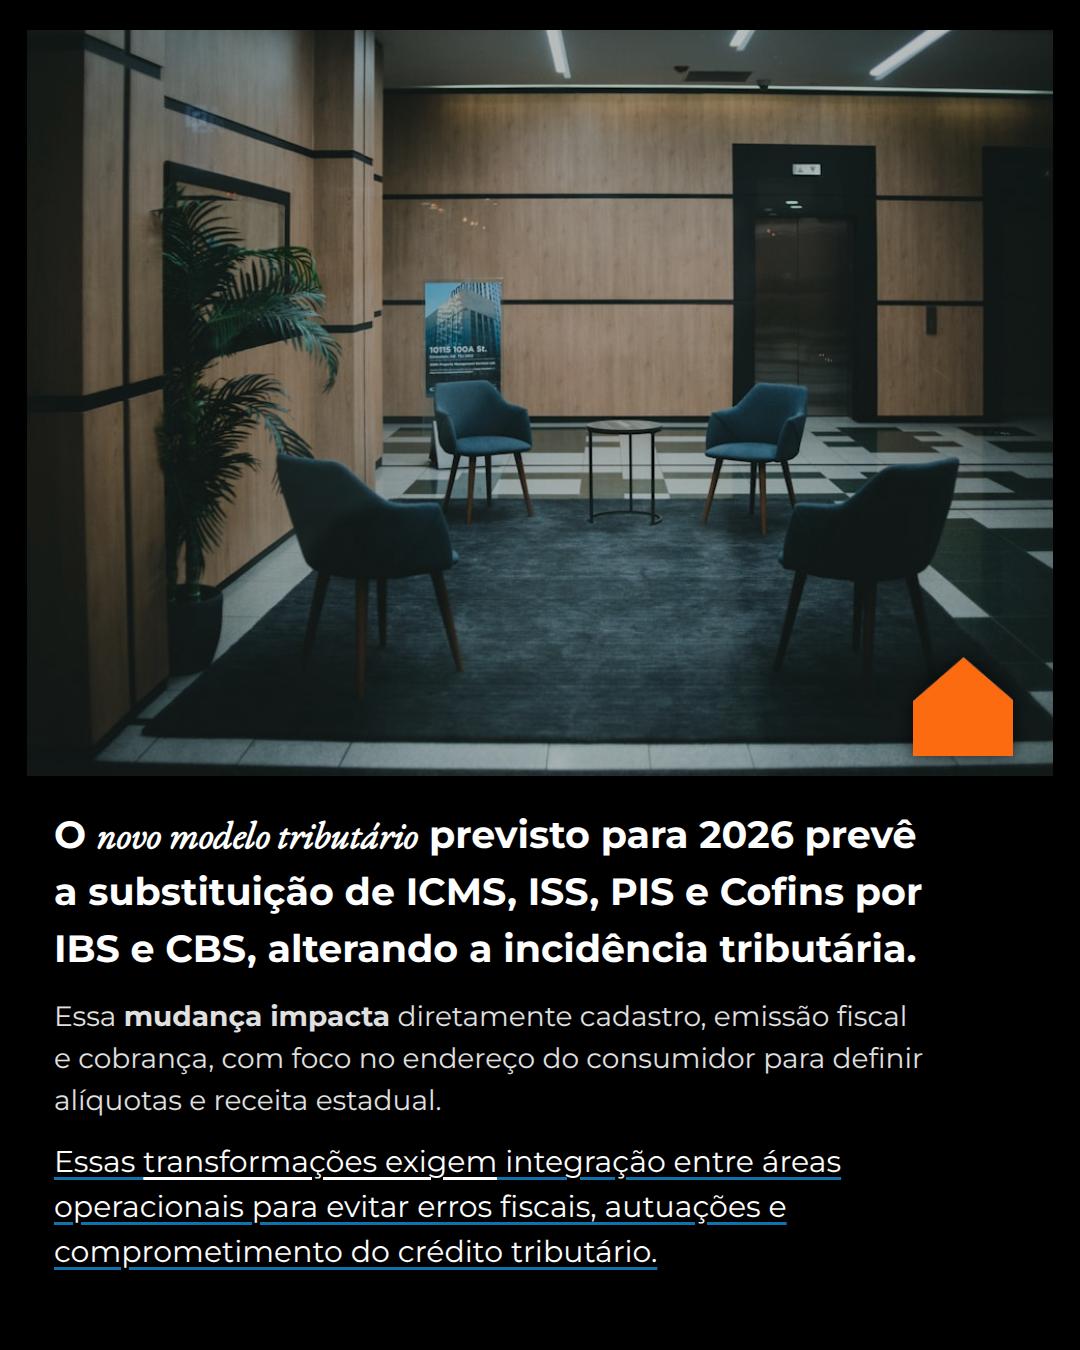 10115 100A St.
O novo modelo tributário previsto para 2026 prevê
a substituição de ICMS, ISS, PIS e Cofins por
IBS e CBS, alterando a incidência tributária.
Essa mudança impacta diretamente cadastro, emissão fiscal
e cobrança, com foco no endereço do consumidor para definir
alíquotas e receita estadual.
Essas transformações exigem integração entre áreas
operacionais para evitar erros fiscais, autuações e
comprometimento do crédito tributário.